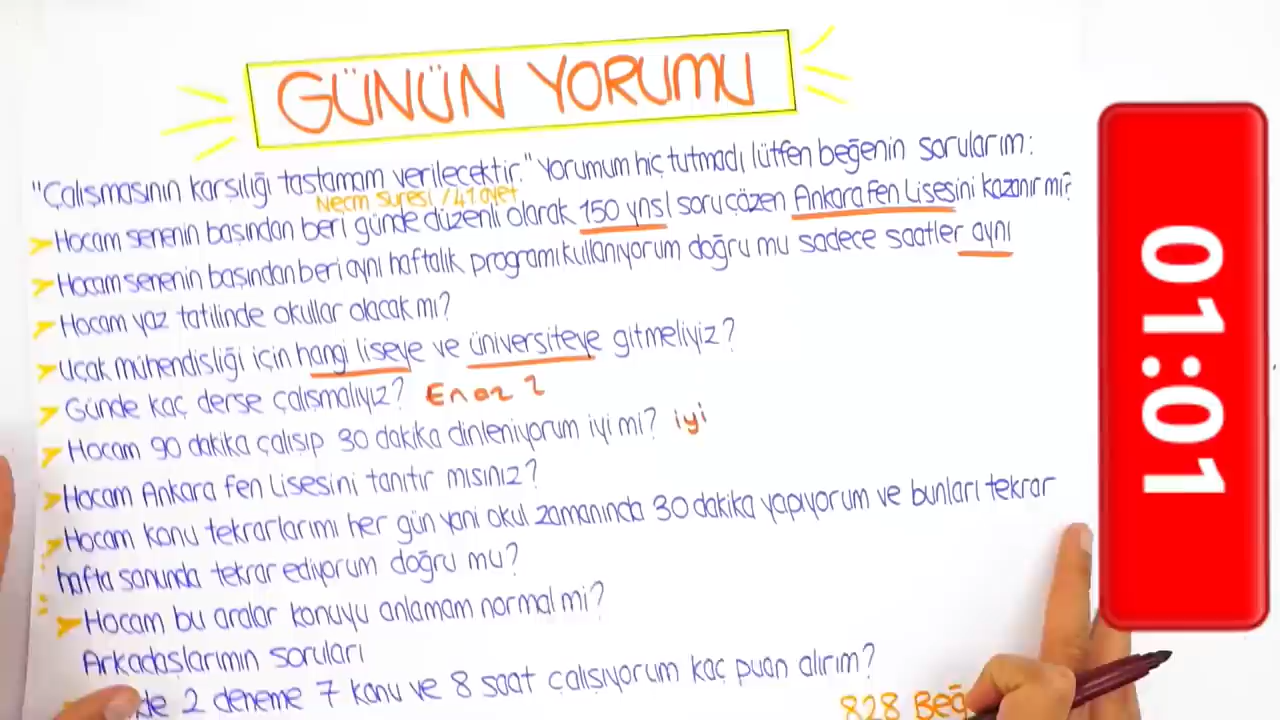 GÜNÜN YORUMU
"Çalışmasının karşılığı tastamam verilecektir." Yorumum hiç tutmadı, lütfen beğenin sorularım:
Necm Suresi / 41. ayet
➤ Hocam senenin başından beri günde düzenli olarak 150 yns! soru çözen Ankara fen Lisesini kazanır mı?
➤ Hocam senenin başından beri aynı haftalık programı kullanıyorum doğru mu sadece saatler aynı
➤ Hocam yaz tatilinde okullar olacak mı?
➤ Uçak mühendisliği için hangi liseye ve üniversiteye gitmeliyiz?
➤ Günde kaç derse çalışmalıyız? En az 2
➤ Hocam 90 dakika çalışıp 30 dakika dinleniyorum iyi mi? iyi
➤ Hocam Ankara fen Lisesini tanıtır mısınız?
➤ Hocam konu tekrarlarımı her gün yani okul zamanında 30 dakika yapıyorum ve bunları tekrar
hafta sonunda tekrar ediyorum doğru mu?
➤ Hocam bu aralar konuyu anlamam normal mi?
Arkadaşlarımın soruları
2 deneme 7 konu ve 8 saat çalışıyorum kaç puan alırım?
828 Beğ
01:01